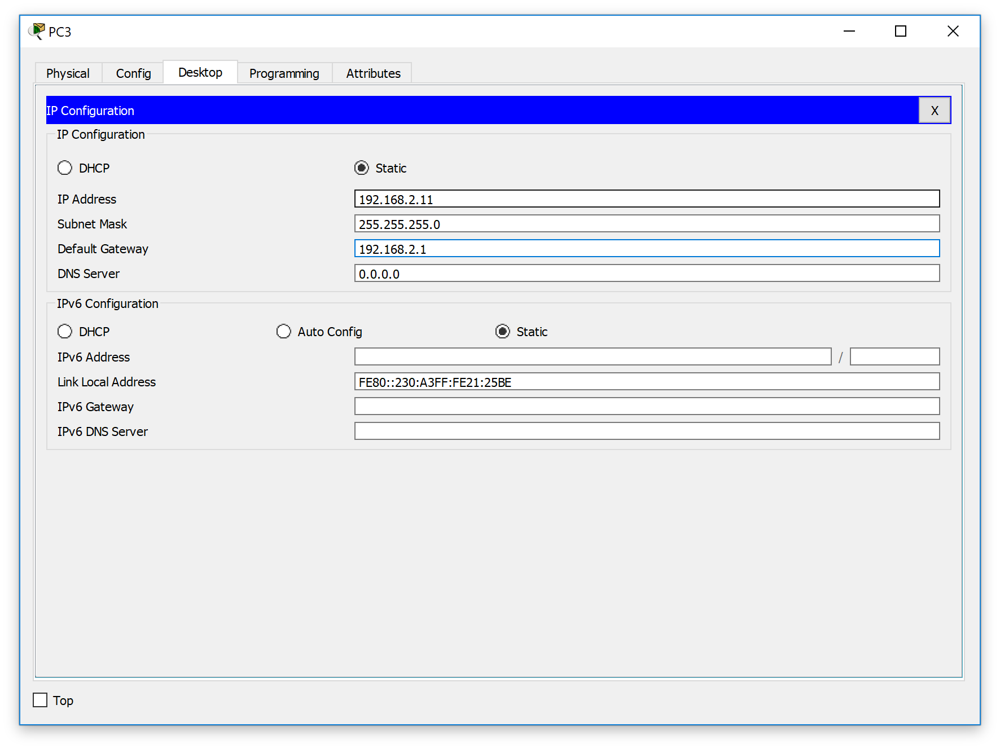 PC3
Physical Config Desktop Programming Attributes
IP Configuration X
IP Configuration
DHCP Static
IP Address 192.168.2.11
Subnet Mask 255.255.255.0
Default Gateway 192.168.2.1
DNS Server 0.0.0.0
IPv6 Configuration
DHCP Auto Config Static
IPv6 Address /
Link Local Address FE80::230:A3FF:FE21:25BE
IPv6 Gateway
IPv6 DNS Server
Top